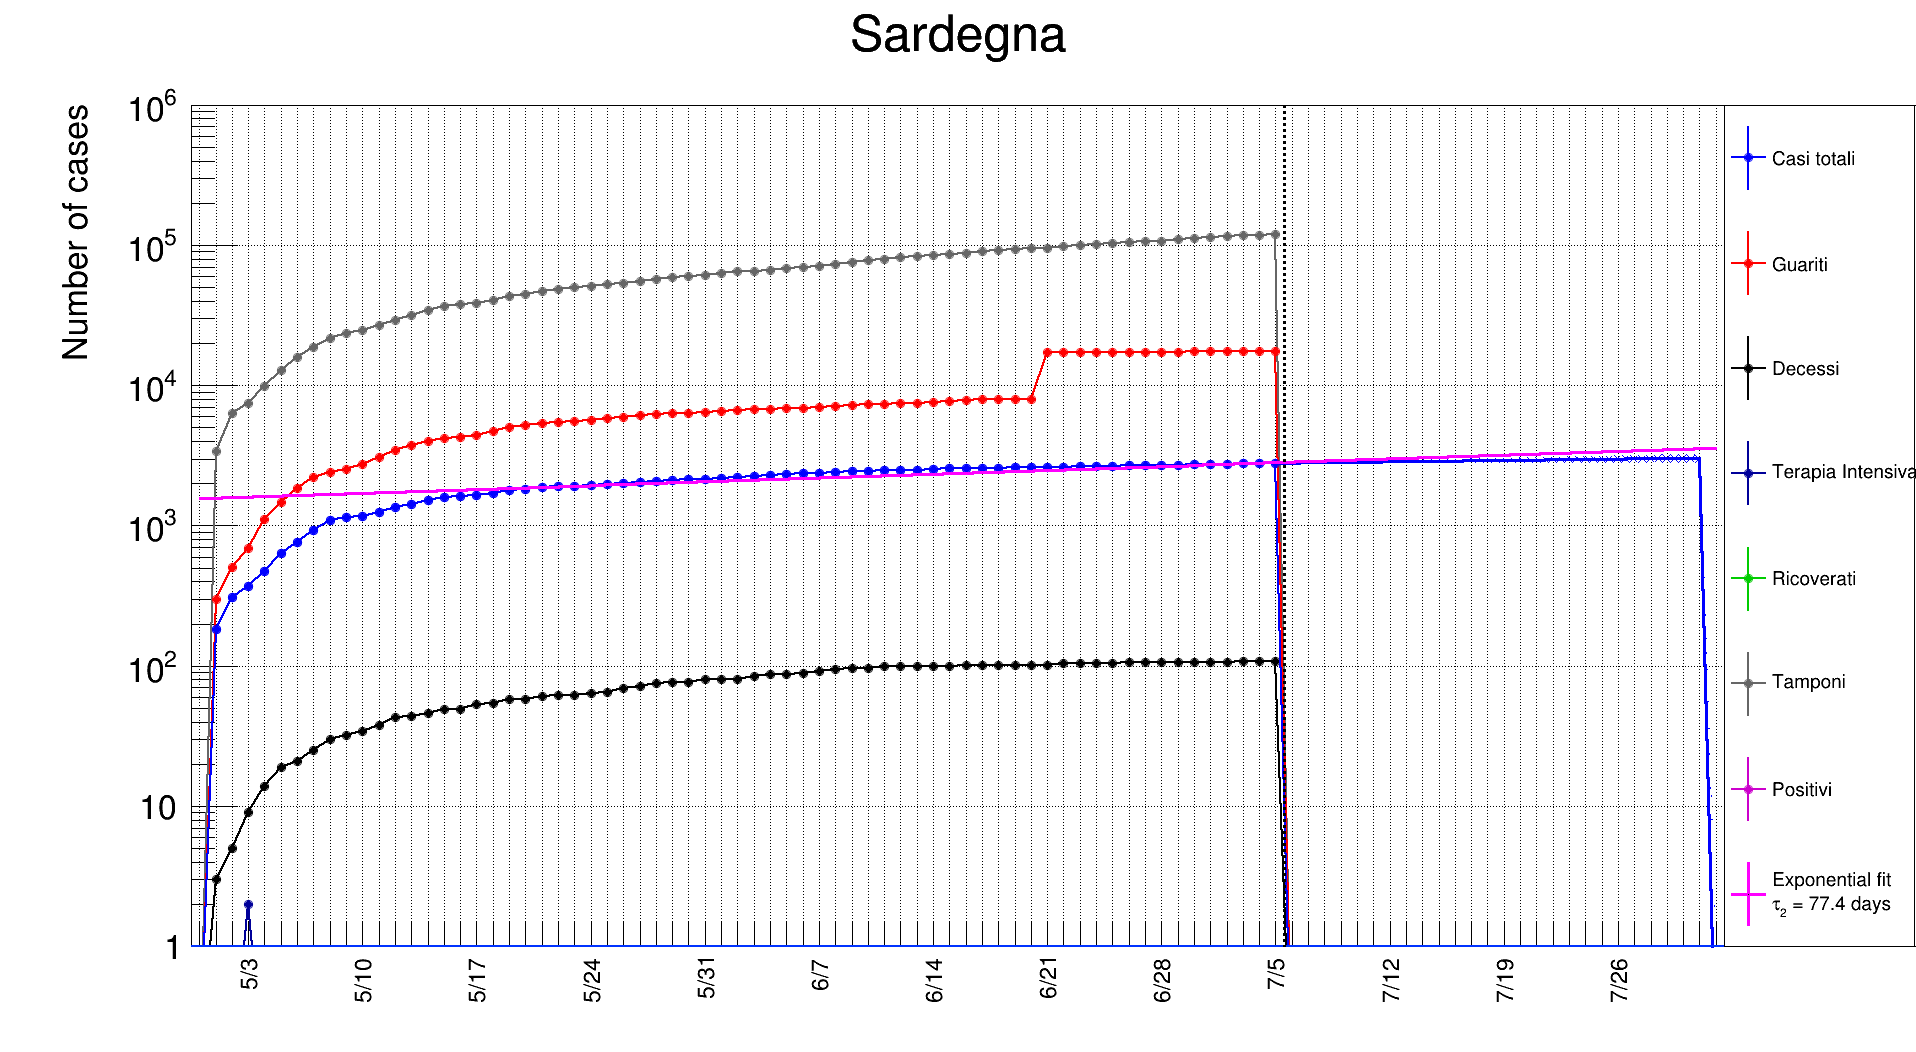 Sardegna
Number of cases
10^6
10^5
10^4
10^3
10^2
10
1
5/3
5/10
5/17
5/24
5/31
6/7
6/14
6/21
6/28
7/5
7/12
7/19
7/26
Casi totali
Guariti
Decessi
Terapia Intensiva
Ricoverati
Tamponi
Positivi
Exponential fit
τ_2 = 77.4 days